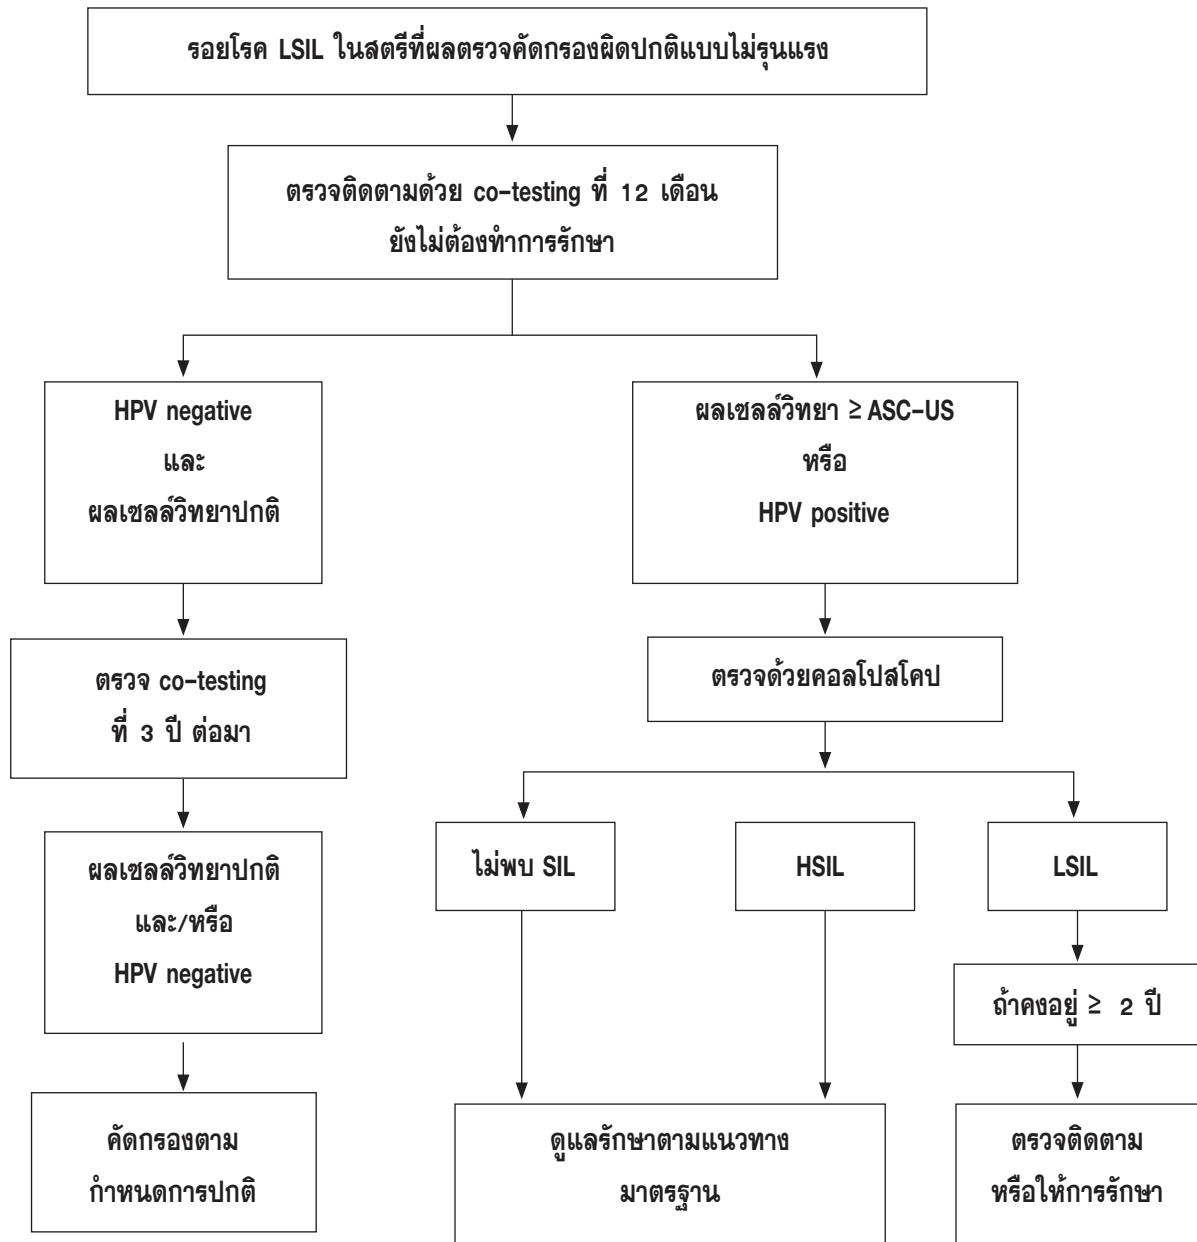 รอยโรค LSIL ในสตรีที่ผลตรวจคัดกรองผิดปกติแบบไม่รุนแรง
ตรวจติดตามด้วย co-testing ที่ 12 เดือน
ยังไม่ต้องทำการรักษา
HPV negative
และ
ผลเซลล์วิทยาปกติ
ผลเซลล์วิทยา ≥ ASC-US
หรือ
HPV positive
ตรวจ co-testing
ที่ 3 ปี ต่อมา
ตรวจด้วยคอลโปสโคป
ผลเซลล์วิทยาปกติ
และ/หรือ
HPV negative
ไม่พบ SIL
HSIL
LSIL
ถ้าคงอยู่ ≥ 2 ปี
คัดกรองตาม
กำหนดการปกติ
ดูแลรักษาตามแนวทาง
มาตรฐาน
ตรวจติดตาม
หรือให้การรักษา